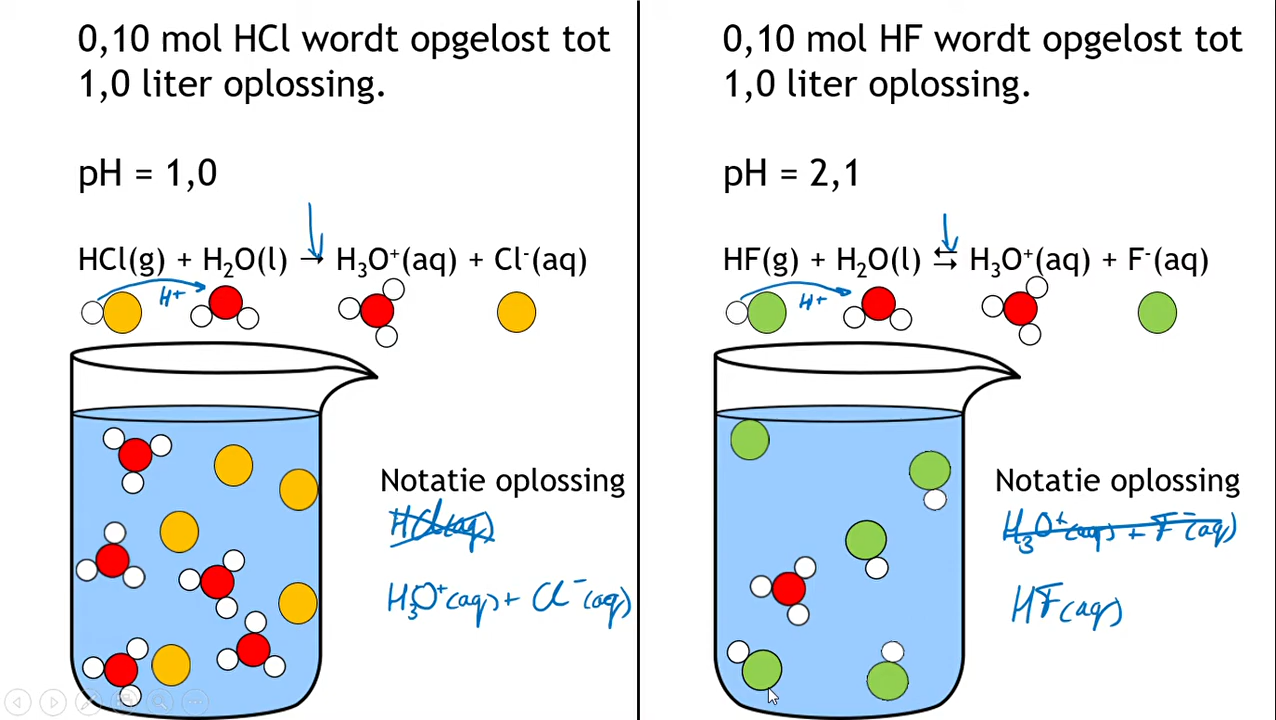 0,10 mol HCl wordt opgelost tot
1,0 liter oplossing.
pH = 1,0
HCl(g) + H₂O(l) → H₃O⁺(aq) + Cl⁻(aq)
H+
Notatie oplossing
HCl(aq)
H₃O⁺(aq) + Cl⁻(aq)
0,10 mol HF wordt opgelost tot
1,0 liter oplossing.
pH = 2,1
HF(g) + H₂O(l) ⇆ H₃O⁺(aq) + F⁻(aq)
H+
Notatie oplossing
H₃O⁺(aq) + F⁻(aq)
HF(aq)